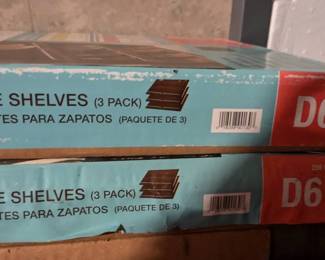 E SHELVES (3 PACK)
TES PARA ZAPATOS (PAQUETE DE 3)
D6
E SHELVES (3 PACK)
TES PARA ZAPATOS (PAQUETE DE 3)
D6